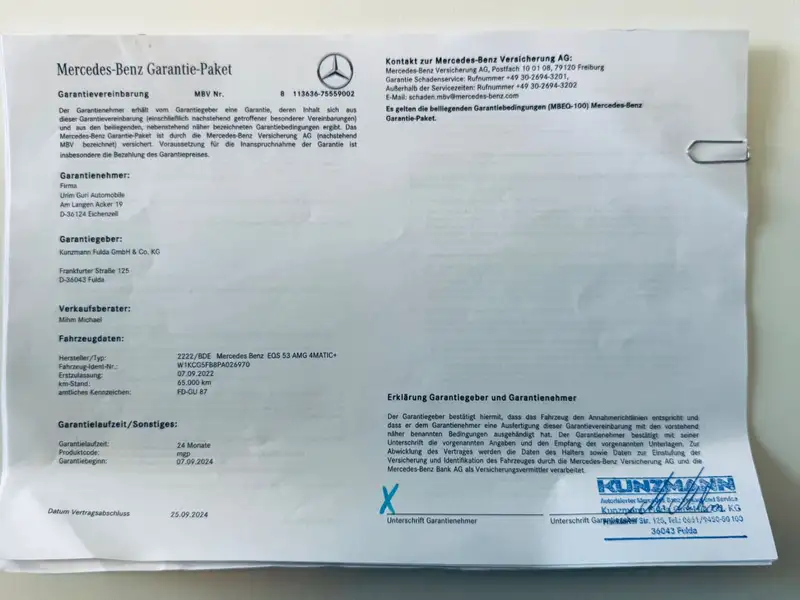 Mercedes-Benz Garantie-Paket
Garantievereinbarung MBV Nr. 8 113636-75559002
Der Garantienehmer erhält vom Garantiegeber eine Garantie, deren Inhalt sich aus
dieser Garantievereinbarung (einschließlich nachstehend getroffener besonderer Vereinbarungen)
und aus den beiliegenden, nebenstehend näher bezeichneten Garantiebedingungen ergibt. Das
Mercedes-Benz Garantie-Paket ist durch die Mercedes-Benz Versicherung AG (nachstehend
MBV bezeichnet) versichert. Voraussetzung für die Inanspruchnahme der Garantie ist
insbesondere die Bezahlung des Garantiepreises.
Garantienehmer:
Firma
Urim Guri Automobile
Am Langen Acker 19
D-36124 Eichenzell
Garantiegeber:
Kunzmann Fulda GmbH & Co. KG
Frankfurter Straße 125
D-36043 Fulda
Verkaufsberater:
Mihm Michael
Fahrzeugdaten:
Hersteller/Typ: 2222/BDE Mercedes Benz EQS 53 AMG 4MATIC+
Fahrzeug-Ident-Nr.: W1KCG5FB8PA026970
Erstzulassung: 07.09.2022
km-Stand: 65.000 km
amtliches Kennzeichen: FD-GU 87
Garantielaufzeit/Sonstiges:
Garantielaufzeit: 24 Monate
Produktcode: mgp
Garantiebeginn: 07.09.2024
Datum Vertragsabschluss 25.09.2024
Kontakt zur Mercedes-Benz Versicherung AG:
Mercedes-Benz Versicherung AG, Postfach 10 01 08, 79120 Freiburg
Garantie Schadenservice: Rufnummer +49 30-2694-3201,
Außerhalb der Servicezeiten: Rufnummer +49 30-2694-3202
E-Mail: schaden.mbv@mercedes-benz.com
Es gelten die beiliegenden Garantiebedingungen (MBEG-100) Mercedes-Benz
Garantie-Paket.
Erklärung Garantiegeber und Garantienehmer
Der Garantiegeber bestätigt hiermit, dass das Fahrzeug den Annahmerichtlinien entspricht und
dass er dem Garantienehmer eine Ausfertigung dieser Garantievereinbarung mit den vorstehend
näher benannten Bedingungen ausgehändigt hat. Der Garantienehmer bestätigt mit seiner
Unterschrift die vorgenannten Angaben und den Empfang der vorgenannten Unterlagen. Zur
Abwicklung des Vertrages werden die Daten des Halters sowie Daten zur Einstufung der
Versicherung und Identifikation des Fahrzeuges durch die Mercedes-Benz Versicherung AG und die
Mercedes-Benz Bank AG als Versicherungsvermittler verarbeitet.
X
Unterschrift Garantienehmer
Unterschrift Garantiegeber
KUNZMANN
Autorisierter Mercedes-Benz und Service
Kunzmann KG
Str. 125, Tel.: 0661/9450-00 103
36043 Fulda